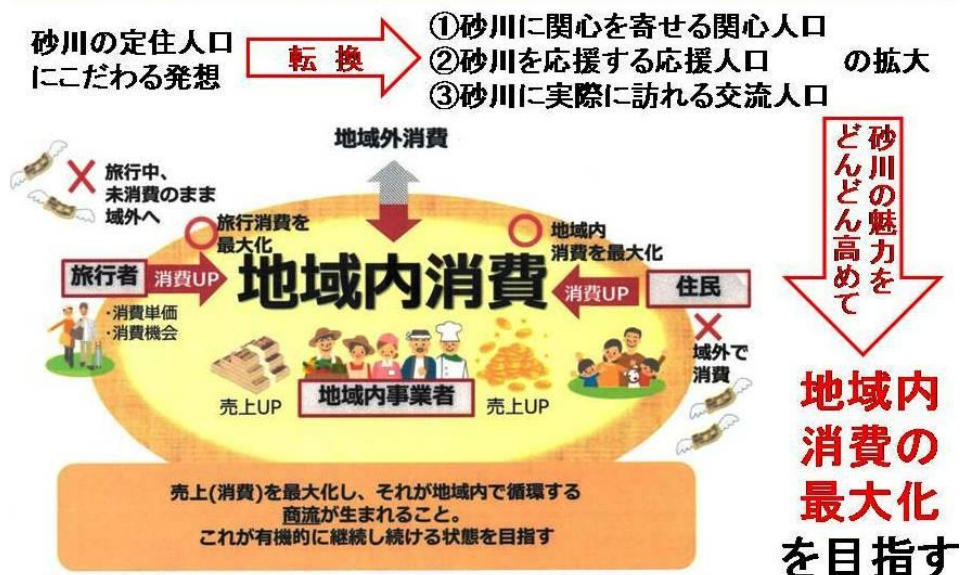 砂川の定住人口
にこだわる発想
転換
①砂川に関心を寄せる関心人口
②砂川を応援する応援人口
③砂川に実際に訪れる交流人口
の拡大
砂川の魅力を
どんどん高めて
地域内
消費の
最大化
を目指す
地域外消費
旅行中、
未消費のまま
域外へ
旅行消費を
最大化
地域内
消費を最大化
旅行者
消費UP
地域内消費
消費UP
住民
・消費単価
・消費機会
域外で
消費
売上UP
地域内事業者
売上UP
売上(消費)を最大化し、それが地域内で循環する
商流が生まれること。
これが有機的に継続し続ける状態を目指す